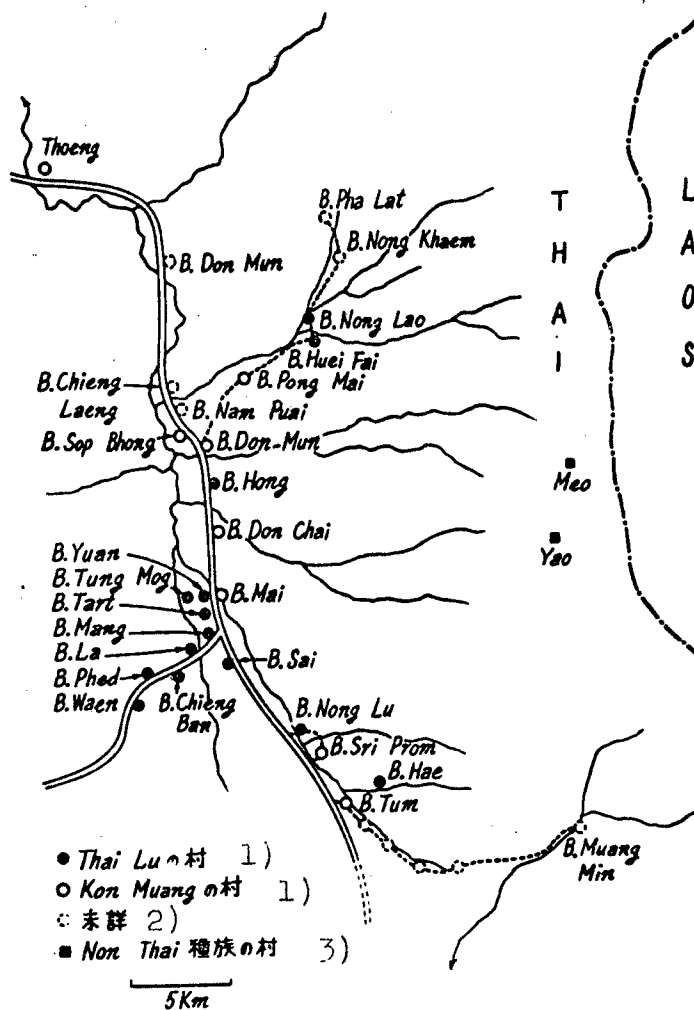 Thoeng
B. Pha Lat
B. Nong Khaem
B. Don Mun
B. Nong Lao
B. Huei Fai
B. Pong Mai
B. Chieng
Laeng
B. Nam Puai
B. Sop Bhong
B. Don-Mun
B. Hong
B. Don Chai
B. Yuan
B. Tung Mog
B. Tart
B. Mai
B. Mang
B. La
B. Sai
B. Phed
B. Waen
B. Chieng
Ban
B. Nong Lu
B. Sri Prom
B. Hae
B. Tum
B. Muang
Min
Meo
Yao
THAI
LAOS
Thai Luの村 1)
Kon Muangの村 1)
未詳 2)
Non Thai 種族の村 3)
5Km